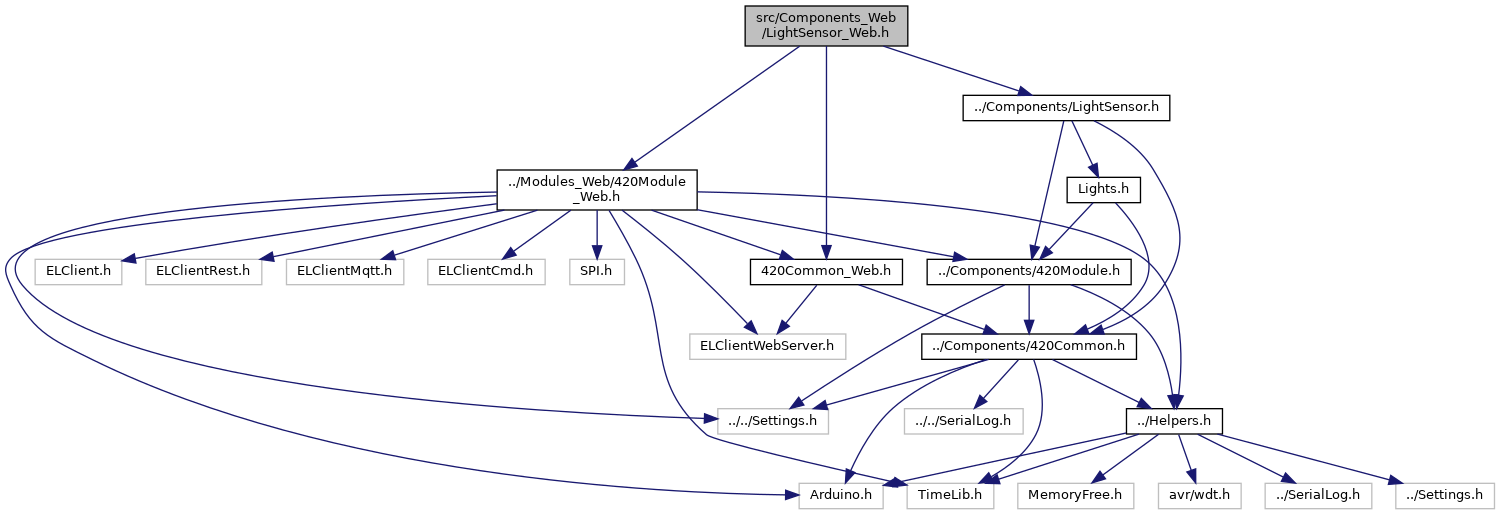 src/Components_Web
/LightSensor_Web.h
../Components/LightSensor.h
../Modules_Web/420Module
_Web.h
Lights.h
ELClient.h
ELClientRest.h
ELClientMqtt.h
ELClientCmd.h
SPI.h
420Common_Web.h
../Components/420Module.h
ELClientWebServer.h
../Components/420Common.h
../../Settings.h
../../SerialLog.h
../Helpers.h
Arduino.h
TimeLib.h
MemoryFree.h
avr/wdt.h
../SerialLog.h
../Settings.h